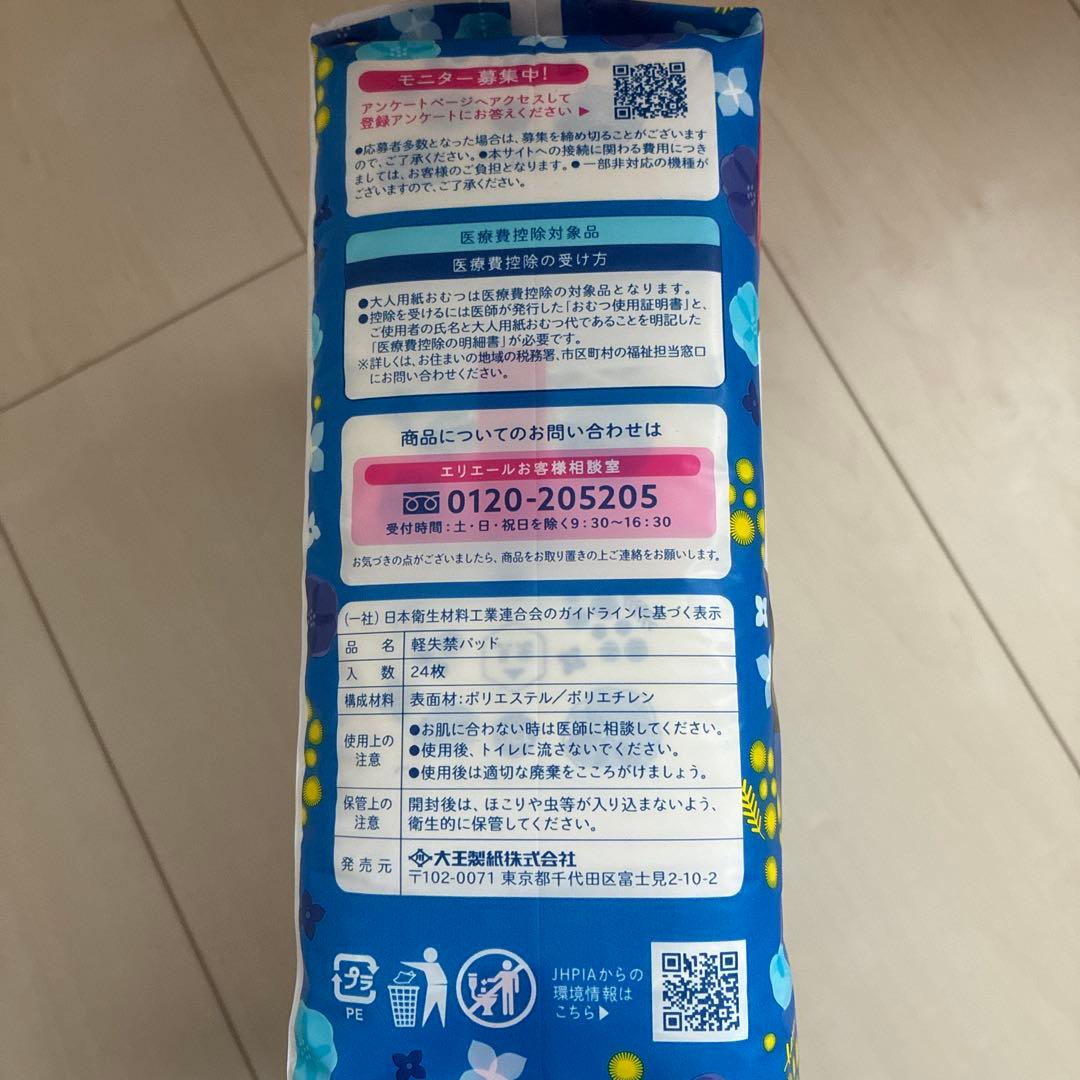 モニター募集中!
アンケートページへアクセスして
登録アンケートにお答えください ▶
●応募者多数となった場合は、募集を締め切ることがございます
ので、ご了承ください。●本サイトへの接続に関わる費用につき
ましては、お客様のご負担となります。●一部非対応の機種が
ございますので、ご了承ください。
医療費控除対象品
医療費控除の受け方
●大人用紙おむつは医療費控除の対象品となります。
●控除を受けるには医師が発行した「おむつ使用証明書」と、
ご使用者の氏名と大人用紙おむつ代であることを明記した
「医療費控除の明細書」が必要です。
※詳しくは、お住まいの地域の税務署、市区町村の福祉担当窓口
にお問い合わせください。
商品についてのお問い合わせは
エリエールお客様相談室
0120-205205
受付時間:土・日・祝日を除く9:30〜16:30
お気づきの点がございましたら、商品をお取り置きの上ご連絡をお願いします。
(一社)日本衛生材料工業連合会のガイドラインに基づく表示
品 名 軽失禁パッド
入 数 24枚
構成材料 表面材:ポリエステル/ポリエチレン
使用上の注意 ●お肌に合わない時は医師に相談してください。
●使用後、トイレに流さないでください。
●使用後は適切な廃棄をこころがけましょう。
保管上の注意 開封後は、ほこりや虫等が入り込まないよう、
衛生的に保管してください。
発売元 大王製紙株式会社
〒102-0071 東京都千代田区富士見2-10-2
プラ
PE
JHPIAからの
環境情報は
こちら▶